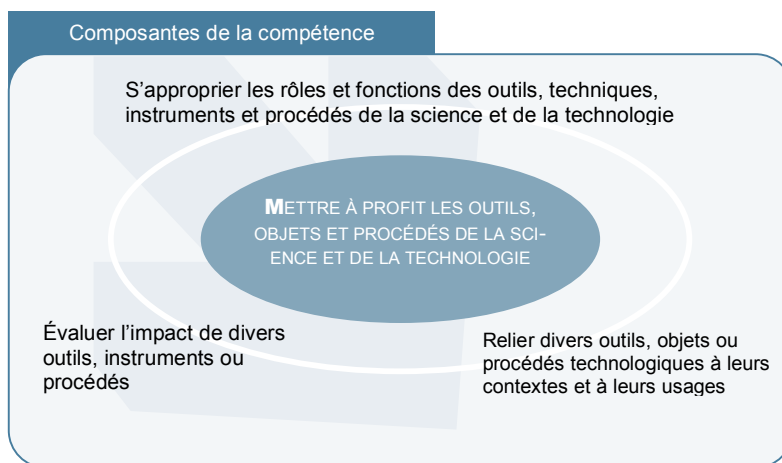 Composantes de la compétence
S'approprier les rôles et fonctions des outils, techniques,
instruments et procédés de la science et de la technologie
METTRE À PROFIT LES OUTILS,
OBJETS ET PROCÉDÉS DE LA SCI-
ENCE ET DE LA TECHNOLOGIE
Évaluer l'impact de divers
outils, instruments ou
procédés
Relier divers outils, objets ou
procédés technologiques à leurs
contextes et à leurs usages